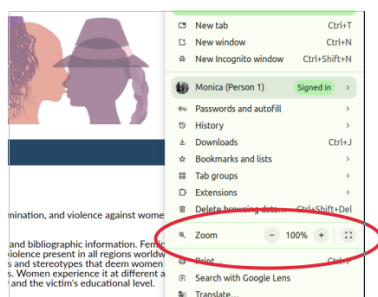 New tab Ctrl+T
New window Ctrl+N
New Incognito window Ctrl+Shift+N
Monica (Person 1) Signed in
Passwords and autofill
History
Downloads Ctrl+J
Bookmarks and lists
Tab groups
Extensions
Delete browsing data... Ctrl+Shift+Del
Zoom - 100% +
Print... Ctrl+P
Search with Google Lens
Translate...
mination, and violence against wome
and bibliographic information. Femic
violence present in all regions worldw
s and stereotypes that deem women
s. Women experience it at different a
and the victim's educational level.